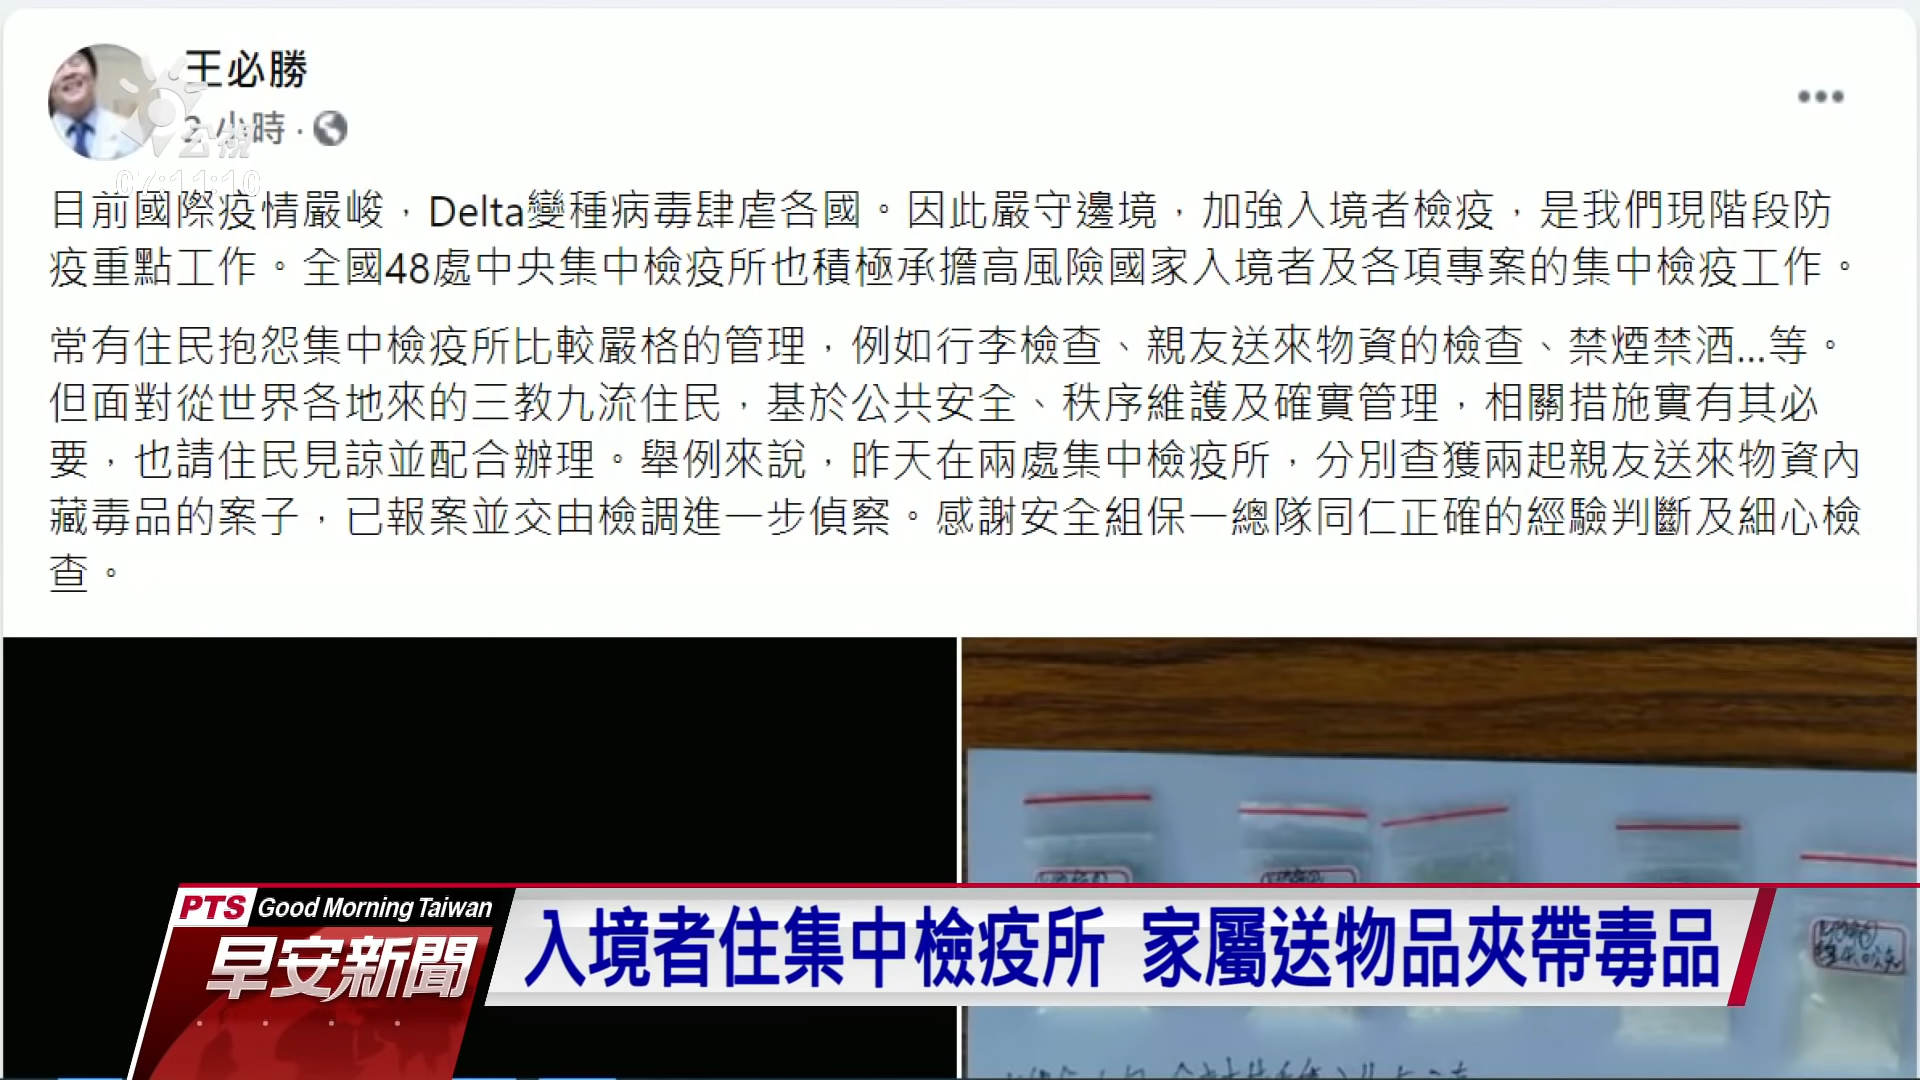 王必勝
2 小時 ·
公視
07:11:10
目前國際疫情嚴峻，Delta變種病毒肆虐各國。因此嚴守邊境，加強入境者檢疫，是我們現階段防
疫重點工作。全國48處中央集中檢疫所也積極承擔高風險國家入境者及各項專案的集中檢疫工作。
常有住民抱怨集中檢疫所比較嚴格的管理，例如行李檢查、親友送來物資的檢查、禁煙禁酒...等。
但面對從世界各地來的三教九流住民，基於公共安全、秩序維護及確實管理，相關措施實有其必
要，也請住民見諒並配合辦理。舉例來說，昨天在兩處集中檢疫所，分別查獲兩起親友送來物資內
藏毒品的案子，已報案並交由檢調進一步偵察。感謝安全組保一總隊同仁正確的經驗判斷及細心檢
查。
PTS Good Morning Taiwan
早安新聞
入境者住集中檢疫所 家屬送物品夾帶毒品